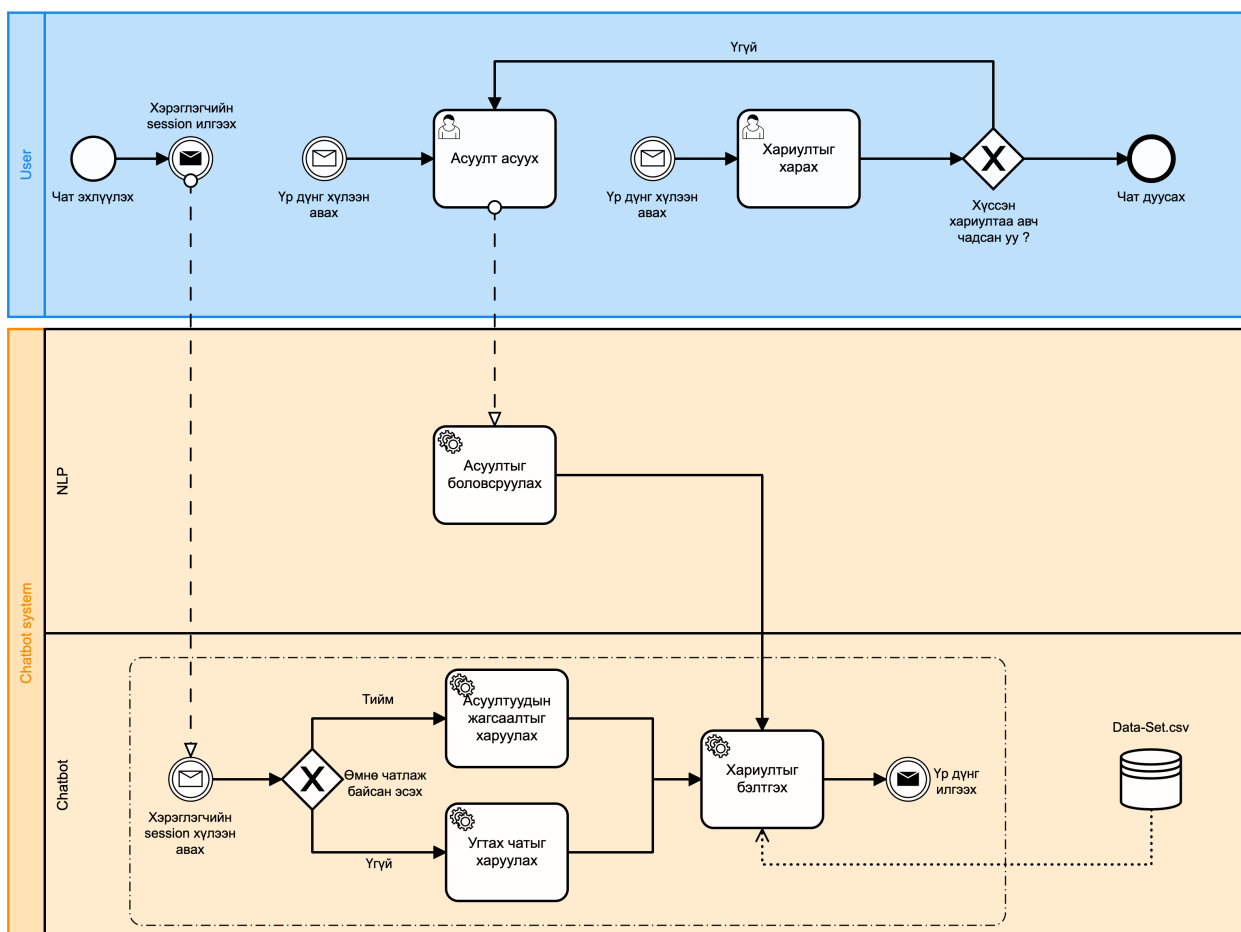 User
Үгүй
Хэрэглэгчийн
session илгээх
Чат эхлүүлэх
Үр дүнг хүлээн
авах
Асуулт асуух
Үр дүнг хүлээн
авах
Хариултыг
харах
Хүссэн
хариултаа авч
чадсан уу ?
Чат дуусах
Chatbot system
NLP
Асуултыг
боловсруулах
Chatbot
Хэрэглэгчийн
session хүлээн
авах
Өмнө чатлаж
байсан эсэх
Тийм
Үгүй
Асуултуудын
жагсаалтыг
харуулах
Угтах чатыг
харуулах
Хариултыг
бэлтгэх
Үр дүнг
илгээх
Data-Set.csv